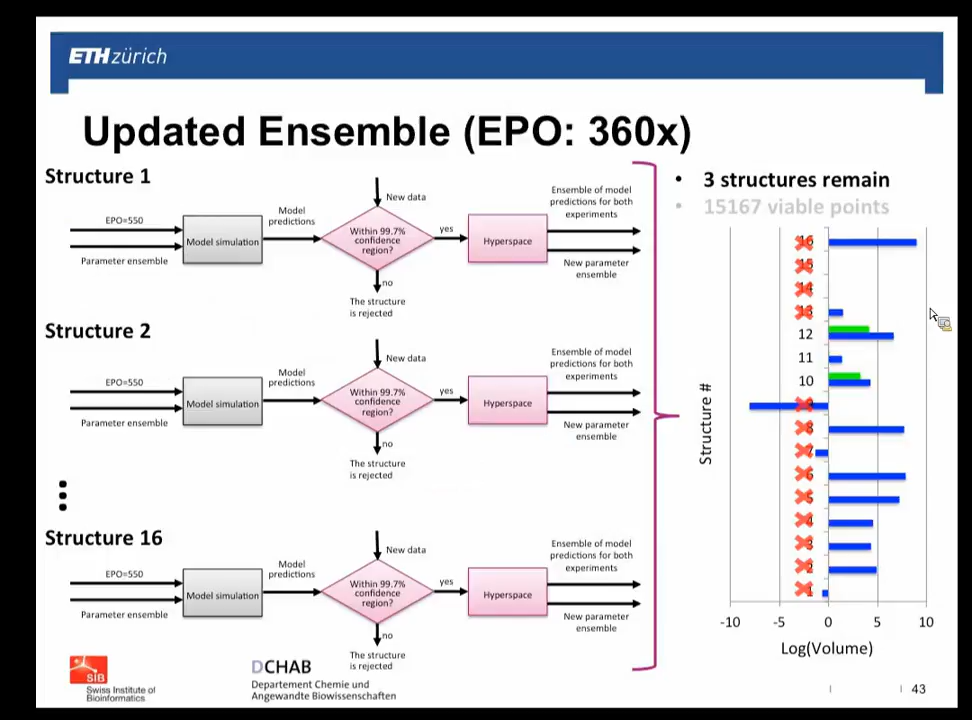 ETH zürich
Updated Ensemble (EPO: 360x)
Structure 1
EPO=550
Parameter ensemble
Model simulation
Model
predictions
New data
Within 99.7%
confidence
region?
yes
no
The structure
is rejected
Hyperspace
Ensemble of model
predictions for both
experiments
New parameter
ensemble
Structure 2
EPO=550
Parameter ensemble
Model simulation
Model
predictions
New data
Within 99.7%
confidence
region?
yes
no
The structure
is rejected
Hyperspace
Ensemble of model
predictions for both
experiments
New parameter
ensemble
Structure 16
EPO=550
Parameter ensemble
Model simulation
Model
predictions
New data
Within 99.7%
confidence
region?
yes
no
The structure
is rejected
Hyperspace
Ensemble of model
predictions for both
experiments
New parameter
ensemble
• 3 structures remain
• 15167 viable points
Structure #
16
15
14
13
12
11
10
9
8
7
6
5
4
3
2
1
-10 -5 0 5 10
Log(Volume)
SIB
Swiss Institute of
Bioinformatics
DCHAB
Departement Chemie und
Angewandte Biowissenschaften
43